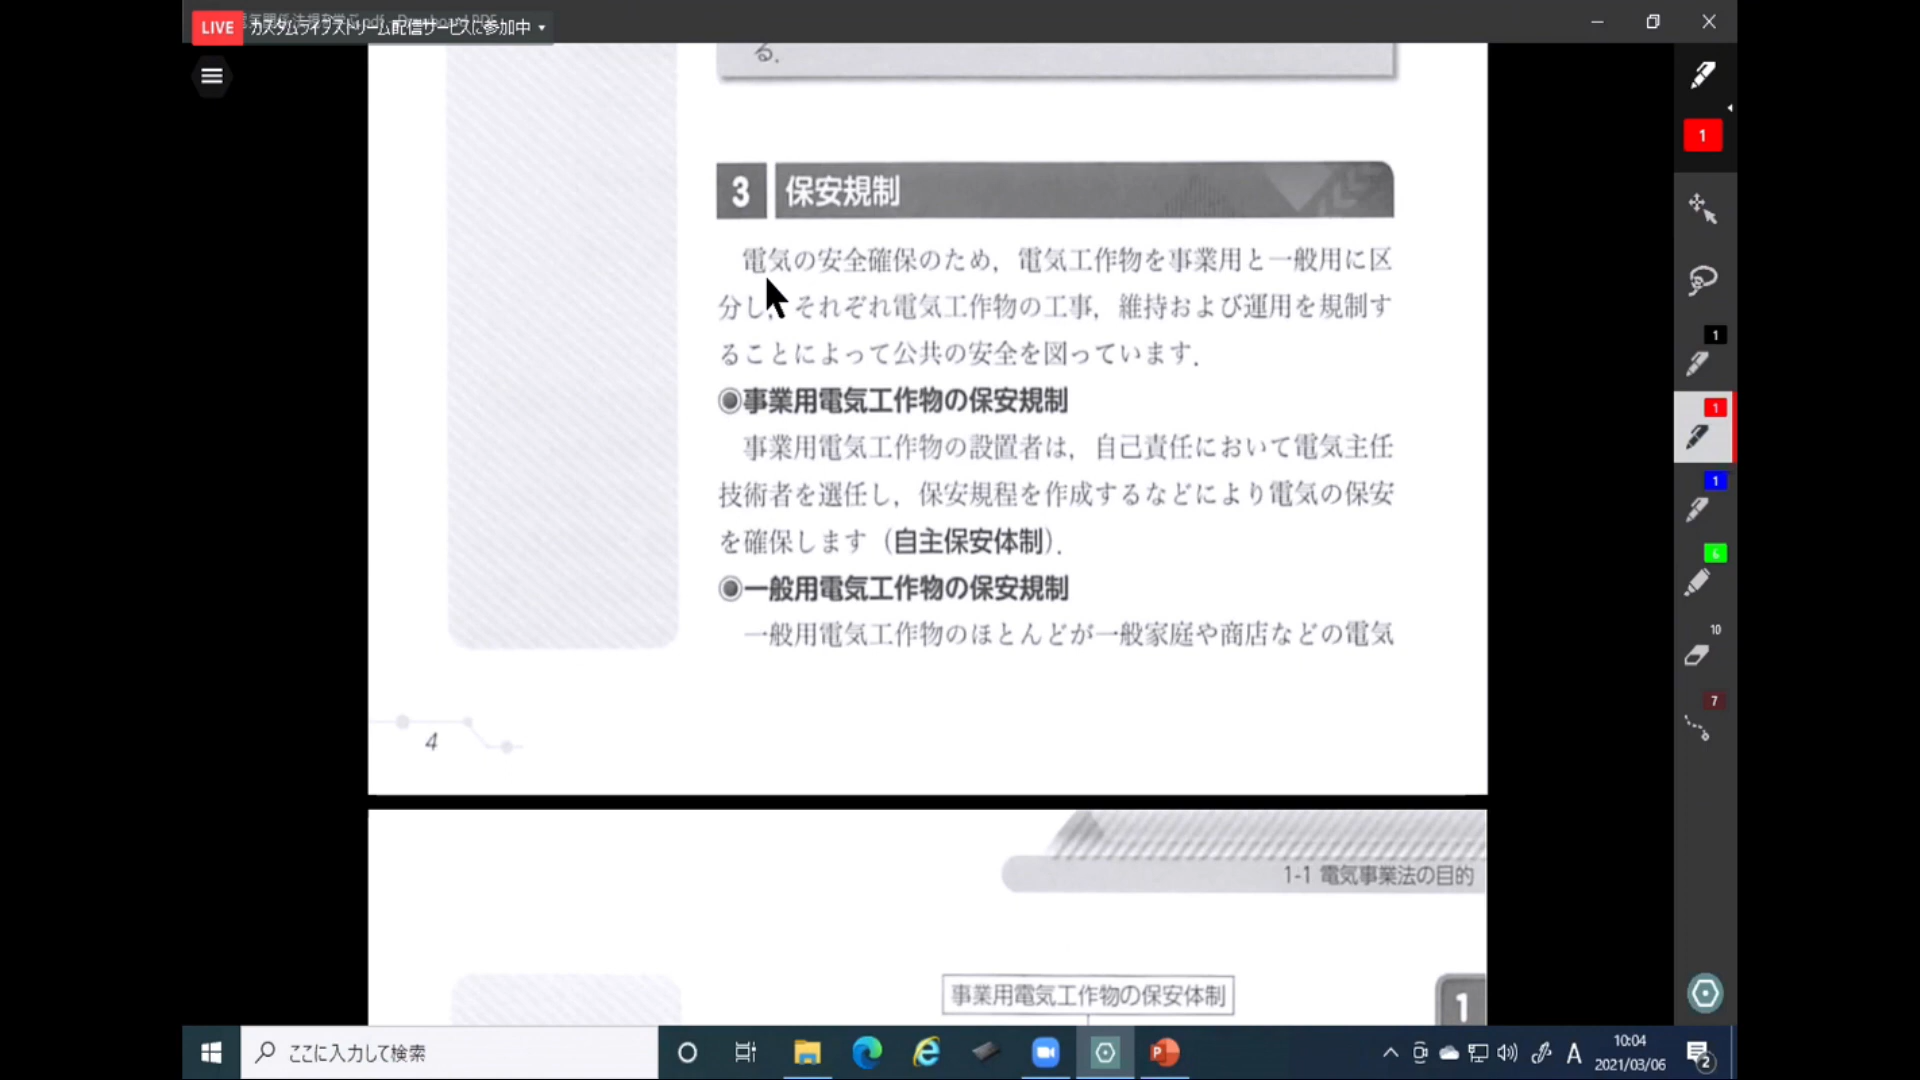 LIVE カスタムライブストリーム配信サービスに参加中
る.
3 保安規制
電気の安全確保のため, 電気工作物を事業用と一般用に区
分し, それぞれ電気工作物の工事, 維持および運用を規制す
ることによって公共の安全を図っています.
◉事業用電気工作物の保安規制
事業用電気工作物の設置者は, 自己責任において電気主任
技術者を選任し, 保安規程を作成するなどにより電気の保安
を確保します (自主保安体制).
◉一般用電気工作物の保安規制
一般用電気工作物のほとんどが一般家庭や商店などの電気
4
1-1 電気事業法の目的
事業用電気工作物の保安体制
1
1
1
1
1
6
10
7
ここに入力して検索
A
10:04
2021/03/06
2